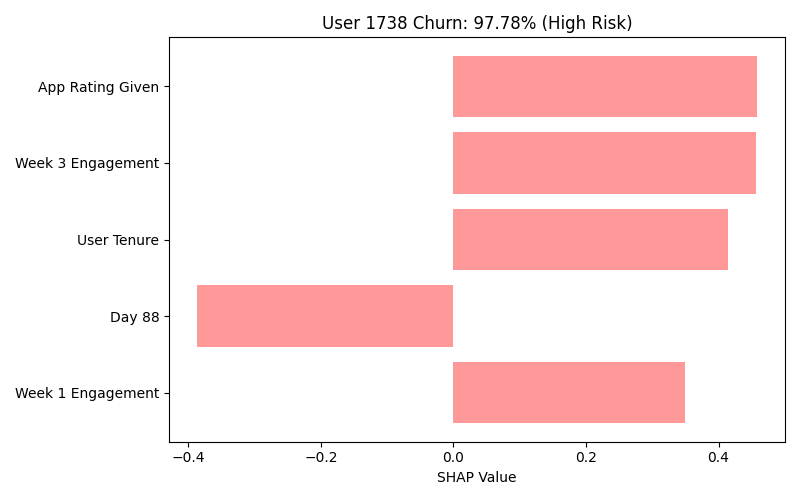 User 1738 Churn: 97.78% (High Risk)
App Rating Given
Week 3 Engagement
User Tenure
Day 88
Week 1 Engagement
−0.4
−0.2
0.0
0.2
0.4
SHAP Value